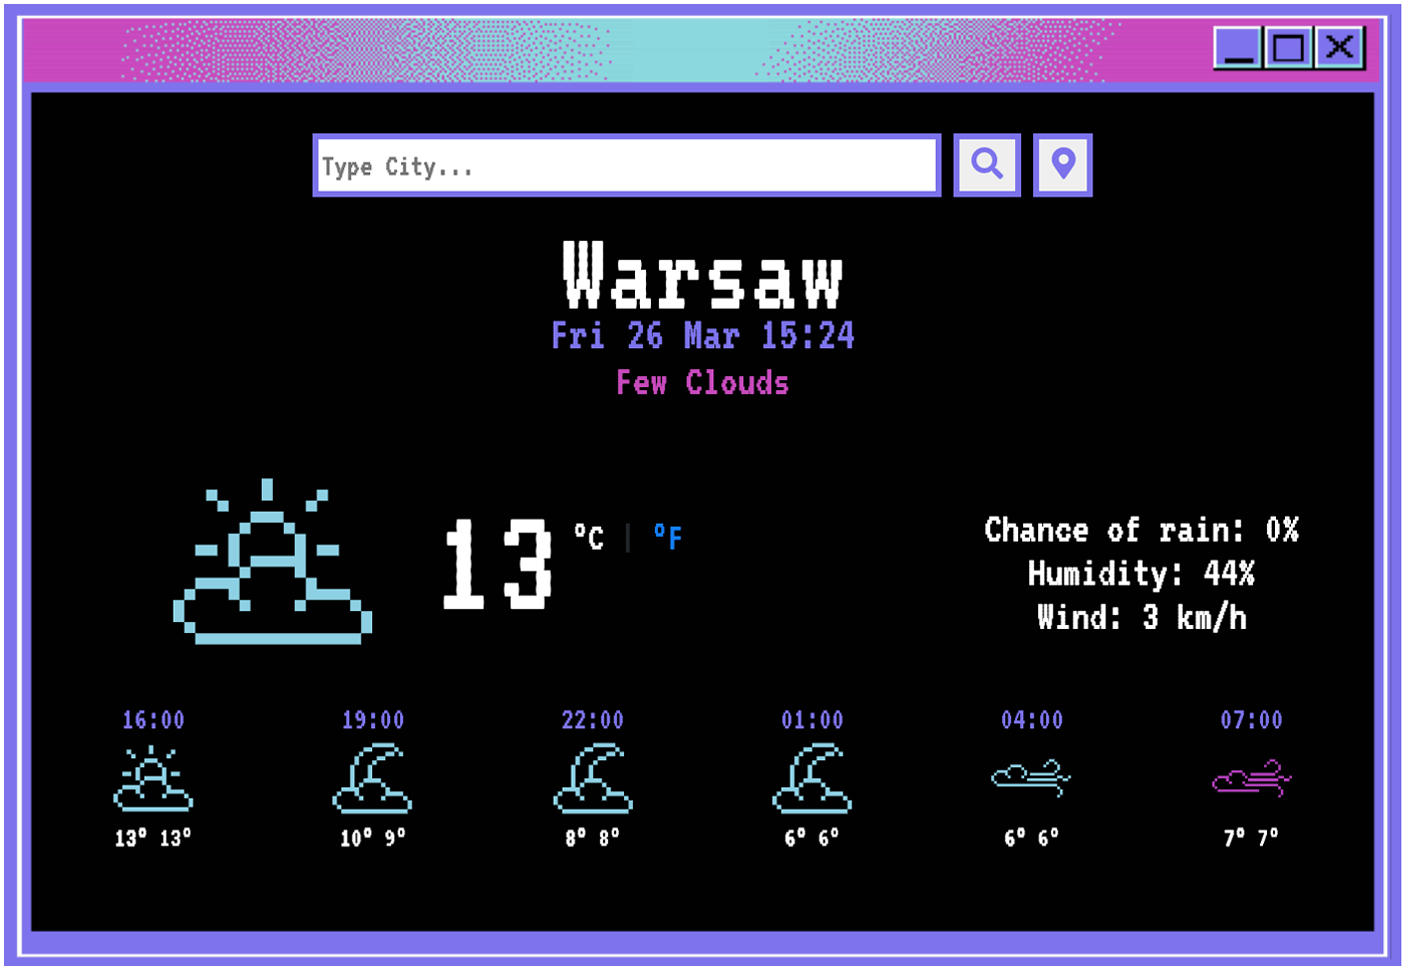 Type City...
Warsaw
Fri 26 Mar 15:24
Few Clouds
13 °C | °F
Chance of rain: 0%
Humidity: 44%
Wind: 3 km/h
16:00 19:00 22:00 01:00 04:00 07:00
13° 13° 10° 9° 8° 8° 6° 6° 6° 6° 7° 7°